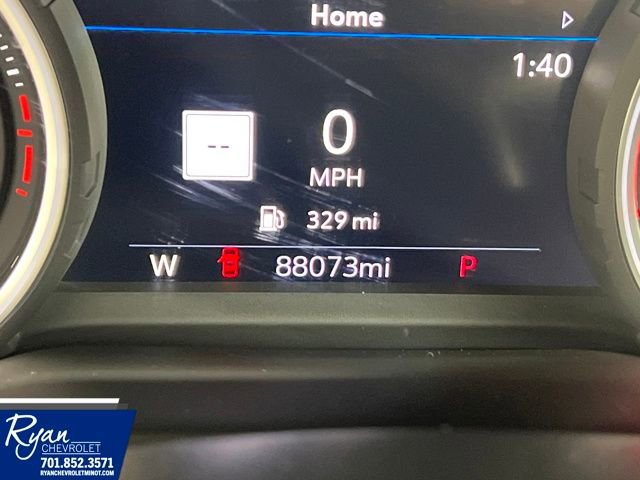 Home
1:40
--
0
MPH
329 mi
W 88073mi P
Ryan
CHEVROLET
701.852.3571
RYANCHEVROLETMINOT.COM